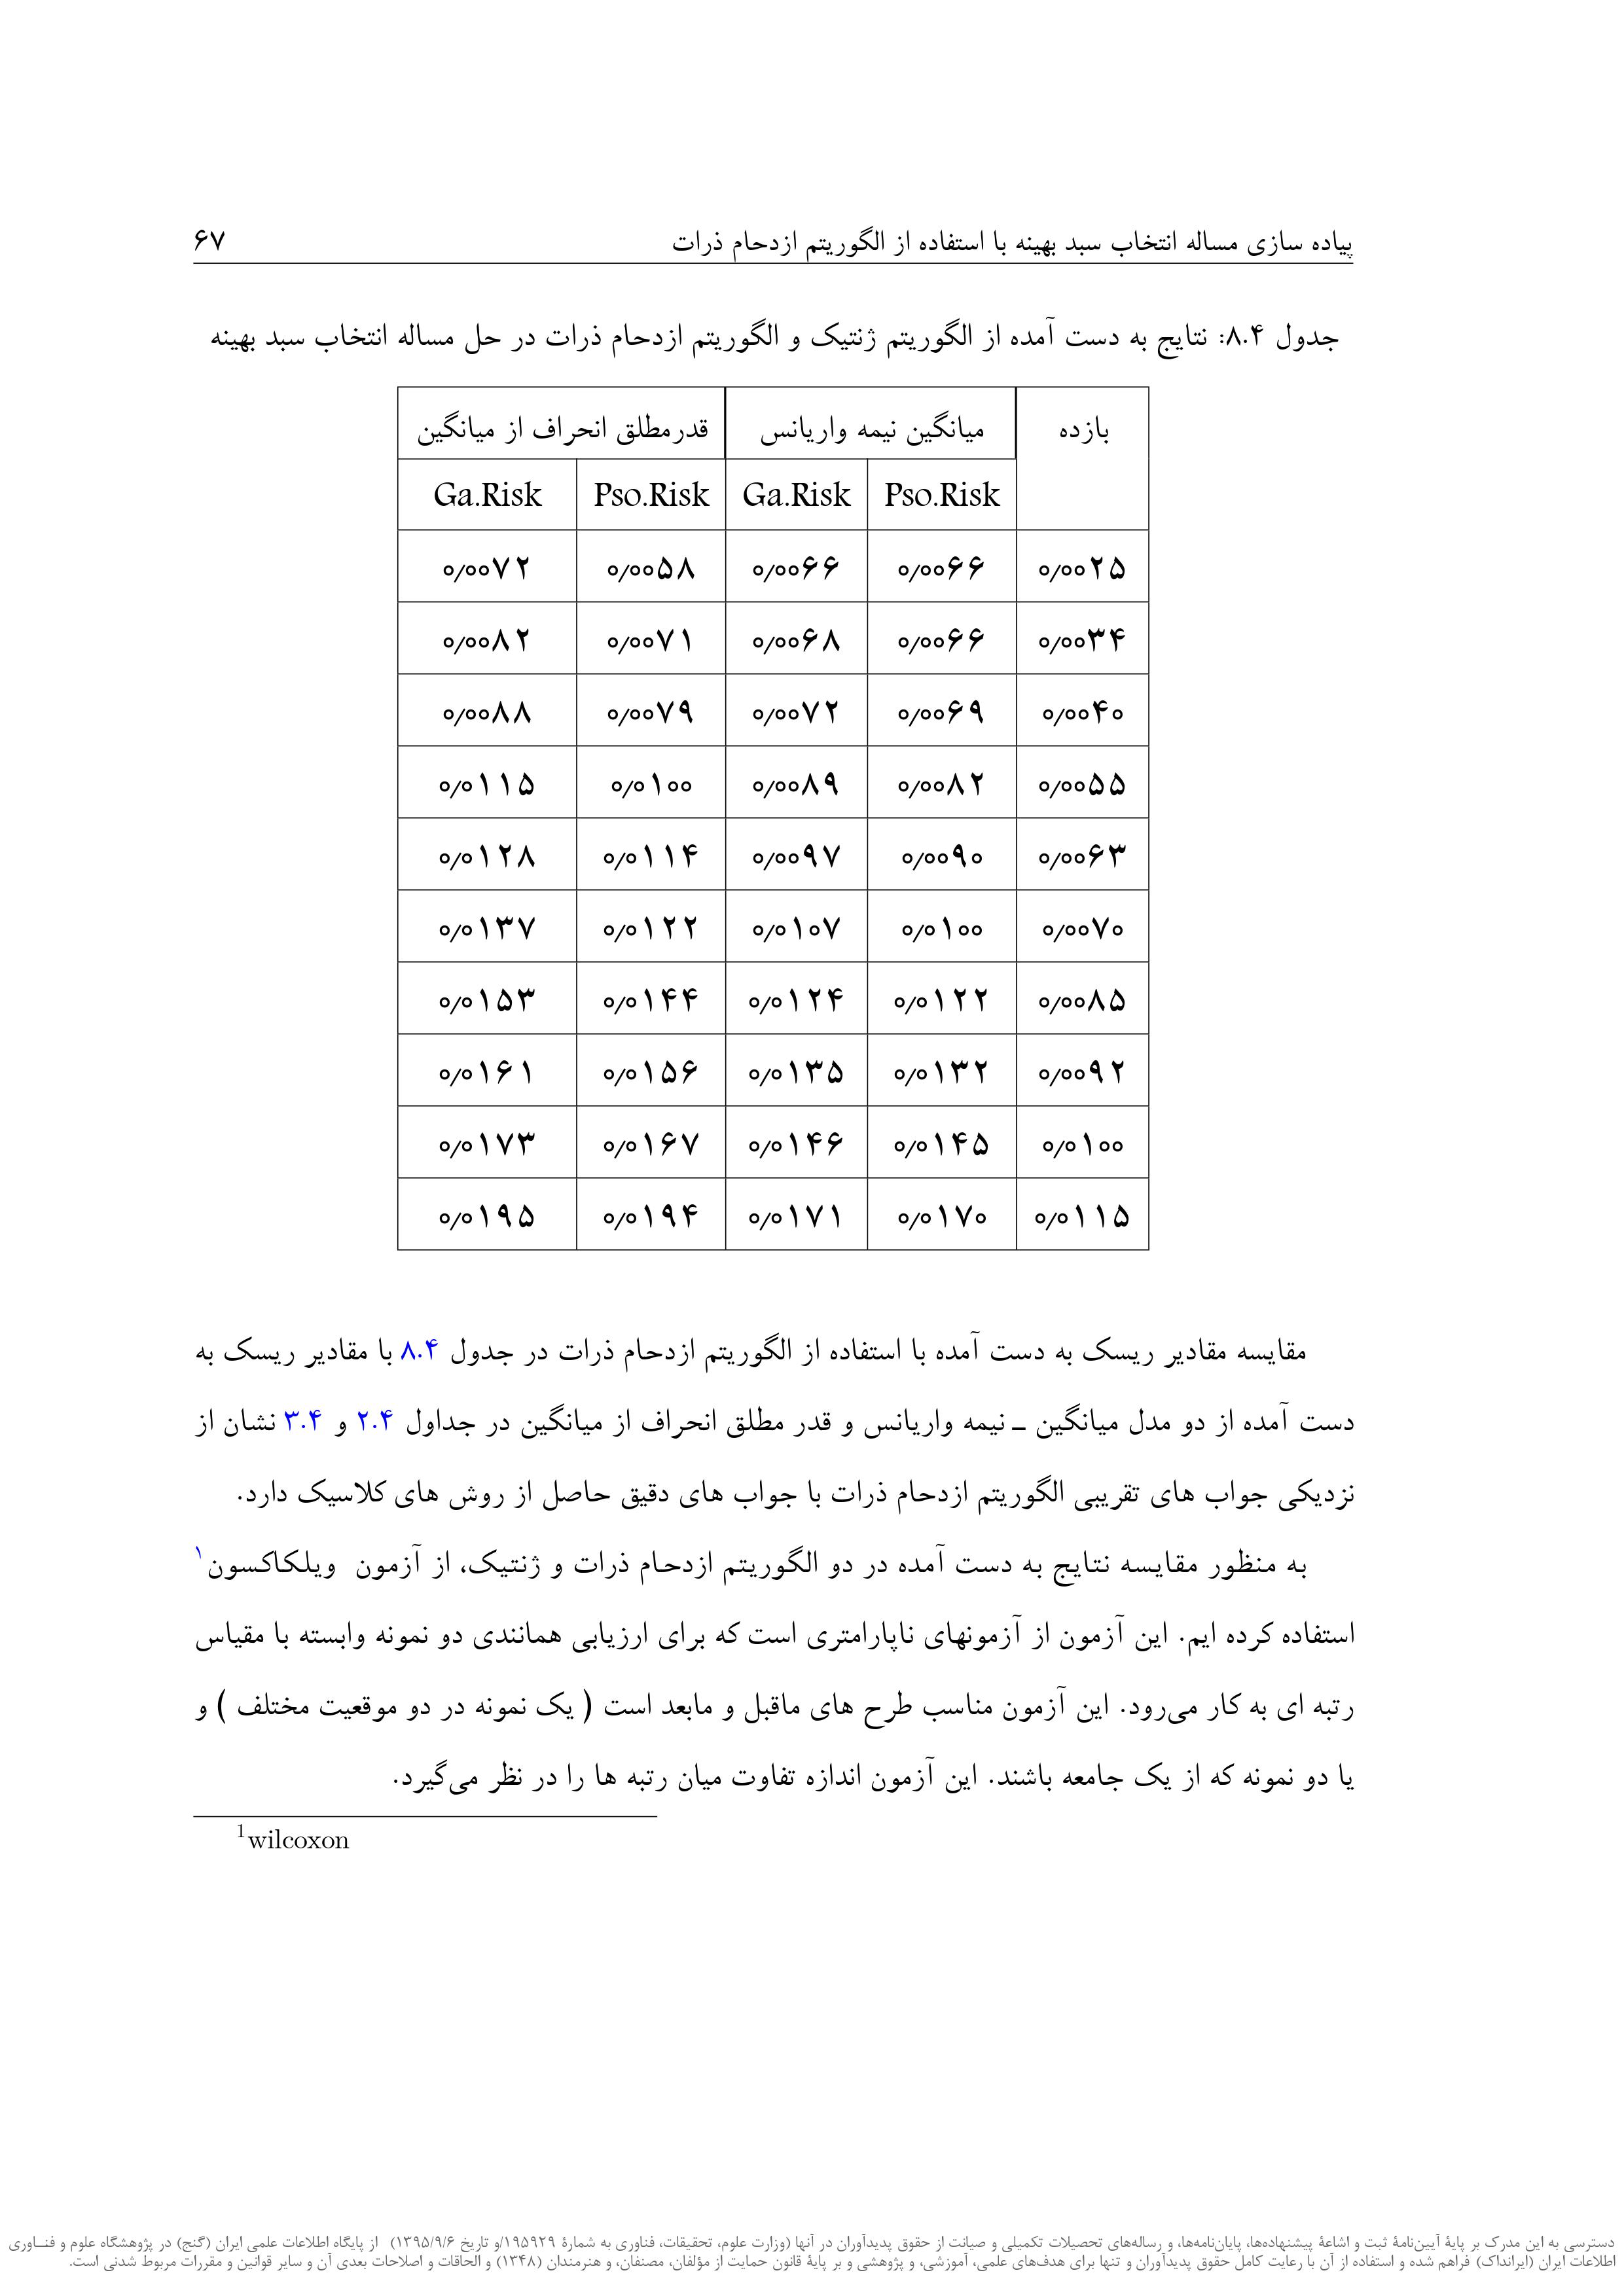 پیاده سازی مساله انتخاب سبد بهینه با استفاده از الگوریتم ازدحام ذرات ۶۷
جدول ۸.۴: نتایج به دست آمده از الگوریتم ژنتیک و الگوریتم ازدحام ذرات در حل مساله انتخاب سبد بهینه
بازده میانگین نیمه واریانس قدرمطلق انحراف از میانگین
Pso.Risk Ga.Risk Pso.Risk Ga.Risk
۰/۰۰۲۵ ۰/۰۰۶۶ ۰/۰۰۶۶ ۰/۰۰۵۸ ۰/۰۰۷۲
۰/۰۰۳۴ ۰/۰۰۶۶ ۰/۰۰۶۸ ۰/۰۰۷۱ ۰/۰۰۸۲
۰/۰۰۴۰ ۰/۰۰۶۹ ۰/۰۰۷۲ ۰/۰۰۷۹ ۰/۰۰۸۸
۰/۰۰۵۵ ۰/۰۰۸۲ ۰/۰۰۸۹ ۰/۰۱۰۰ ۰/۰۱۱۵
۰/۰۰۶۳ ۰/۰۰۹۰ ۰/۰۰۹۷ ۰/۰۱۱۴ ۰/۰۱۲۸
۰/۰۰۷۰ ۰/۰۱۰۰ ۰/۰۱۰۷ ۰/۰۱۲۲ ۰/۰۱۳۷
۰/۰۰۸۵ ۰/۰۱۲۲ ۰/۰۱۲۴ ۰/۰۱۴۴ ۰/۰۱۵۳
۰/۰۰۹۲ ۰/۰۱۳۲ ۰/۰۱۳۵ ۰/۰۱۵۶ ۰/۰۱۶۱
۰/۰۱۰۰ ۰/۰۱۴۵ ۰/۰۱۴۶ ۰/۰۱۶۷ ۰/۰۱۷۳
۰/۰۱۱۵ ۰/۰۱۷۰ ۰/۰۱۷۱ ۰/۰۱۹۴ ۰/۰۱۹۵
مقایسه مقادیر ریسک به دست آمده با استفاده از الگوریتم ازدحام ذرات در جدول ۸.۴ با مقادیر ریسک به
دست آمده از دو مدل میانگین ـ نیمه واریانس و قدر مطلق انحراف از میانگین در جداول ۲.۴ و ۳.۴ نشان از
نزدیکی جواب های تقریبی الگوریتم ازدحام ذرات با جواب های دقیق حاصل از روش های کلاسیک دارد.
به منظور مقایسه نتایج به دست آمده در دو الگوریتم ازدحام ذرات و ژنتیک، از آزمون ویلکاکسون۱
استفاده کرده ایم. این آزمون از آزمونهای ناپارامتری است که برای ارزیابی همانندی دو نمونه وابسته با مقیاس
رتبه ای به کار می‌رود. این آزمون مناسب طرح های ماقبل و مابعد است ( یک نمونه در دو موقعیت مختلف ) و
یا دو نمونه که از یک جامعه باشند. این آزمون اندازه تفاوت میان رتبه ها را در نظر می‌گیرد.
1wilcoxon
دسترسی به این مدرک بر پایهٔ آیین‌نامهٔ ثبت و اشاعهٔ پیشنهاده‌ها، پایان‌نامه‌ها، و رساله‌های تحصیلات تکمیلی و صیانت از حقوق پدیدآوران در آنها (وزارت علوم، تحقیقات، فناوری به شمارهٔ ۱۹۵۹۲۹/و تاریخ ۱۳۹۵/۹/۶) از پایگاه اطلاعات علمی ایران (گنج) در پژوهشگاه علوم و فنــاوری
اطلاعات ایران (ایرانداک) فراهم شده و استفاده از آن با رعایت کامل حقوق پدیدآوران و تنها برای هدف‌های علمی، آموزشی، و پژوهشی و بر پایهٔ قانون حمایت از مؤلفان، مصنفان، و هنرمندان (۱۳۴۸) و الحاقات و اصلاحات بعدی آن و سایر قوانین و مقررات مربوط شدنی است.